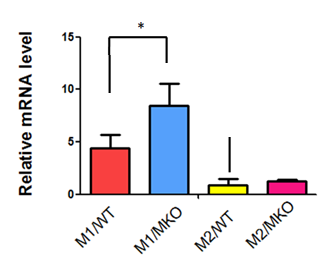 *
15
Relative mRNA level
10
5
0
M1/WT
M1/MKO
M2/WT
M2/MKO